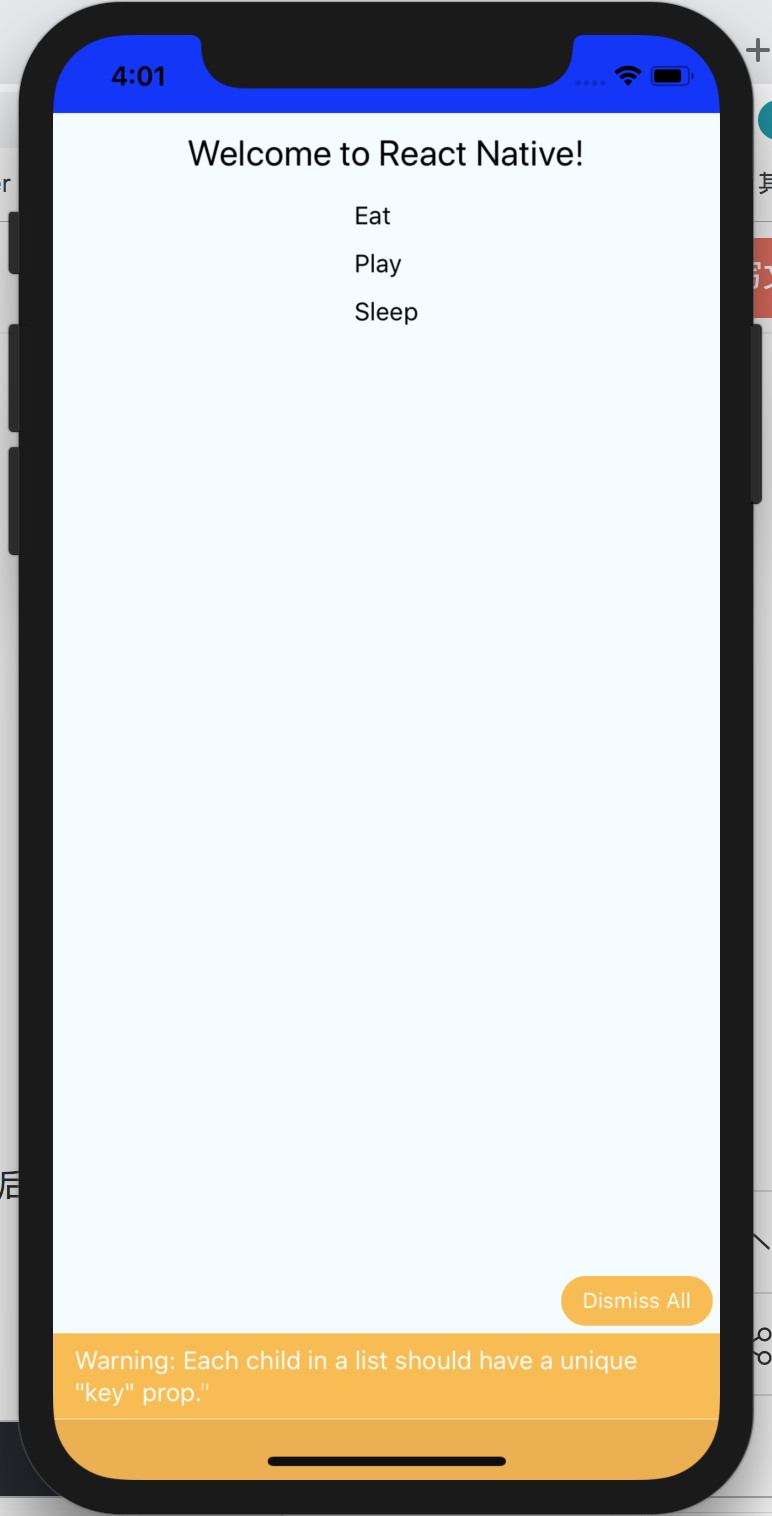 4:01
Welcome to React Native!
Eat
Play
Sleep
Dismiss All
Warning: Each child in a list should have a unique
"key" prop."
后